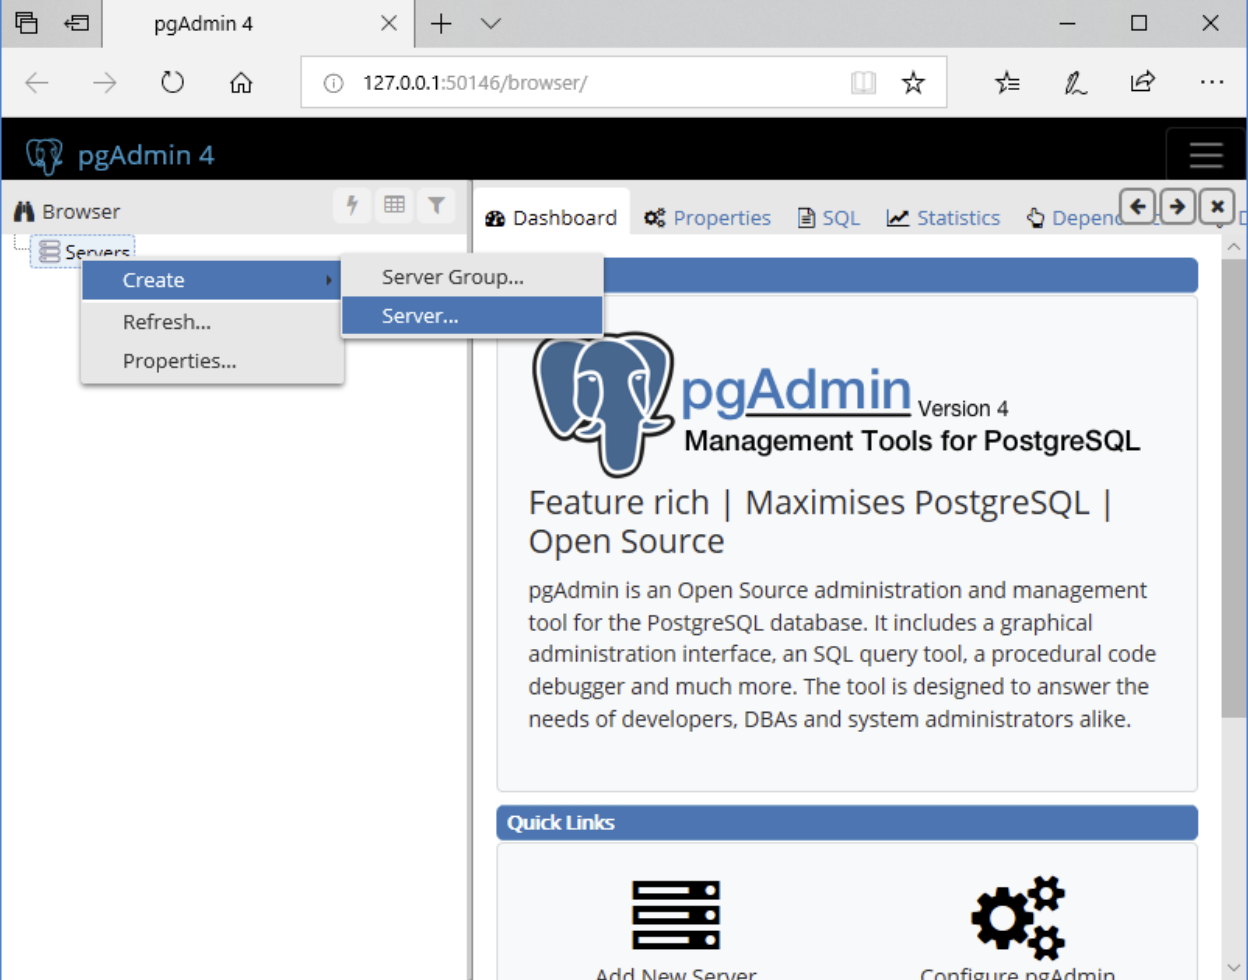 pgAdmin 4
127.0.0.1:50146/browser/
pgAdmin 4
Browser
Servers
Create
Refresh...
Properties...
Server Group...
Server...
Dashboard
Properties
SQL
Statistics
Depen
D
pgAdmin Version 4
Management Tools for PostgreSQL
Feature rich | Maximises PostgreSQL |
Open Source
pgAdmin is an Open Source administration and management
tool for the PostgreSQL database. It includes a graphical
administration interface, an SQL query tool, a procedural code
debugger and much more. The tool is designed to answer the
needs of developers, DBAs and system administrators alike.
Quick Links
Add New Server
Configure pgAdmin